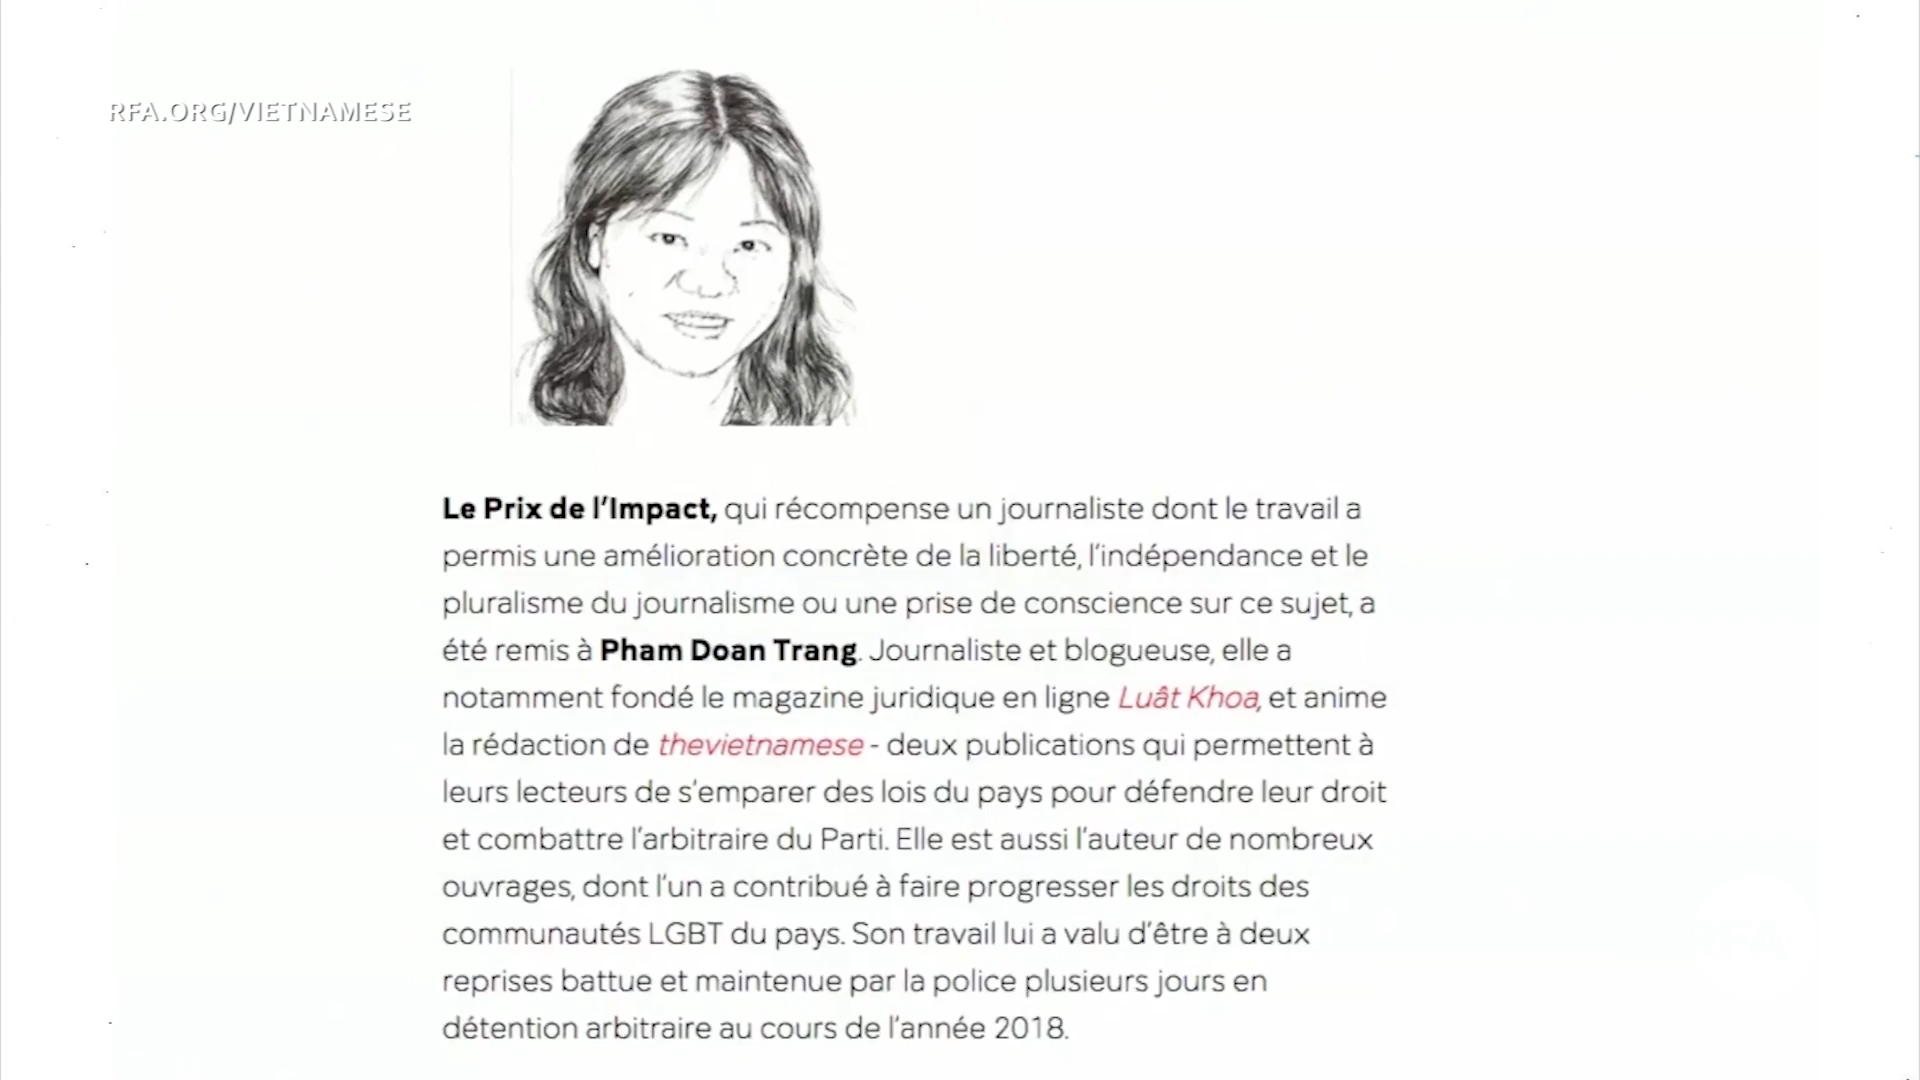 RFA.ORG/VIETNAMESE
Le Prix de l'Impact, qui récompense un journaliste dont le travail a
permis une amélioration concrète de la liberté, l'indépendance et le
pluralisme du journalisme ou une prise de conscience sur ce sujet, a
été remis à Pham Doan Trang. Journaliste et blogueuse, elle a
notamment fondé le magazine juridique en ligne Luât Khoa, et anime
la rédaction de thevietnamese - deux publications qui permettent à
leurs lecteurs de s'emparer des lois du pays pour défendre leur droit
et combattre l'arbitraire du Parti. Elle est aussi l'auteur de nombreux
ouvrages, dont l'un a contribué à faire progresser les droits des
communautés LGBT du pays. Son travail lui a valu d'être à deux
reprises battue et maintenue par la police plusieurs jours en
détention arbitraire au cours de l'année 2018.
RFA